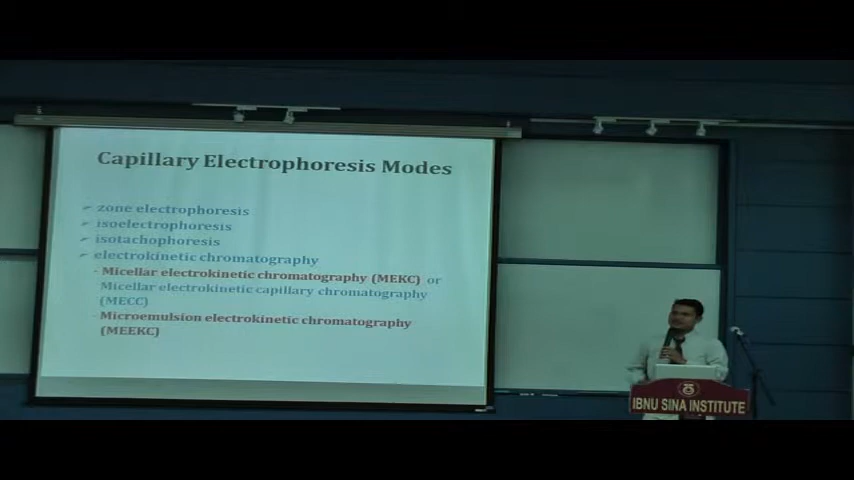 Capillary Electrophoresis Modes
zone electrophoresis
isoelectrophoresis
isotachophoresis
electrokinetic chromatography
- Micellar electrokinetic chromatography (MEKC) or
Micellar electrokinetic capillary chromatography
(MECC)
- Microemulsion electrokinetic chromatography
(MEEKC)
IBNU SINA INSTITUTE